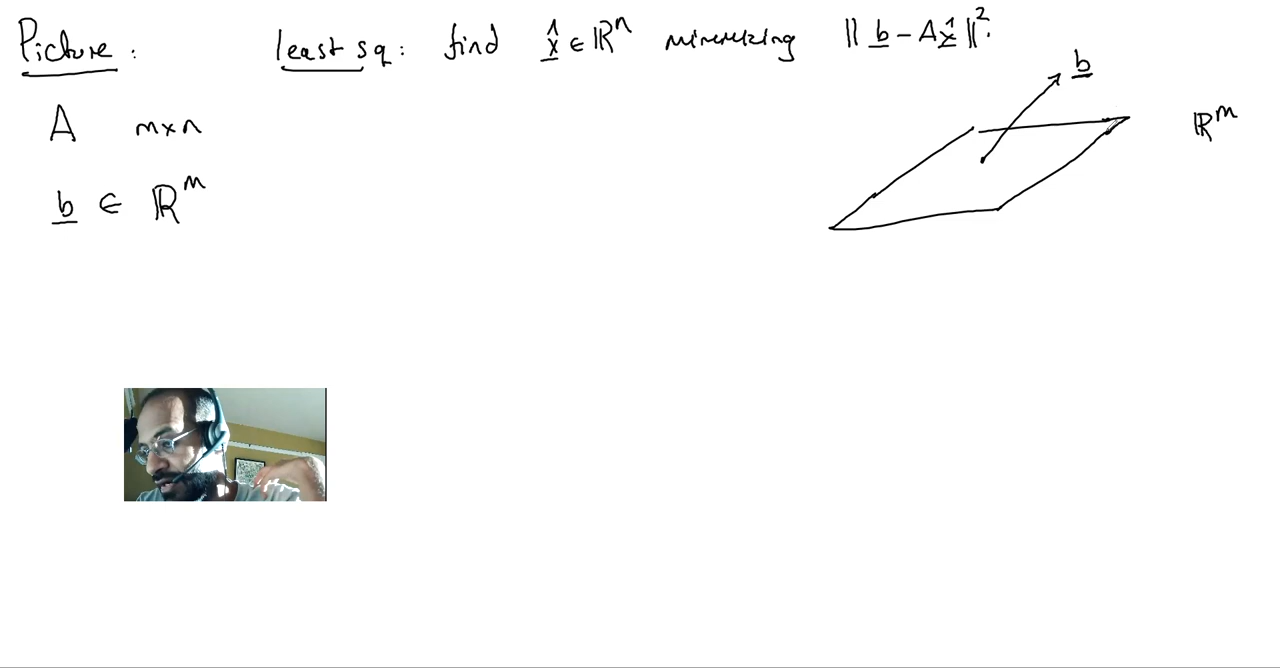 Picture : least sq : find x̂ ∈ ℝⁿ minimizing || b - Ax̂ ||².
b
A m×n
ℝᵐ
b ∈ ℝᵐ